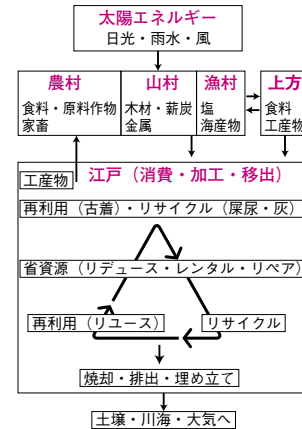 太陽エネルギー
日光・雨水・風
農村
食料・原料作物
家畜
山村
木材・薪炭
金属
漁村
塩
海産物
上方
食料
工産物
工産物
江戸（消費・加工・移出）
再利用（古着）・リサイクル（屎尿・灰）
省資源（リデュース・レンタル・リペア）
再利用（リユース）
リサイクル
焼却・排出・埋め立て
土壌・川海・大気へ